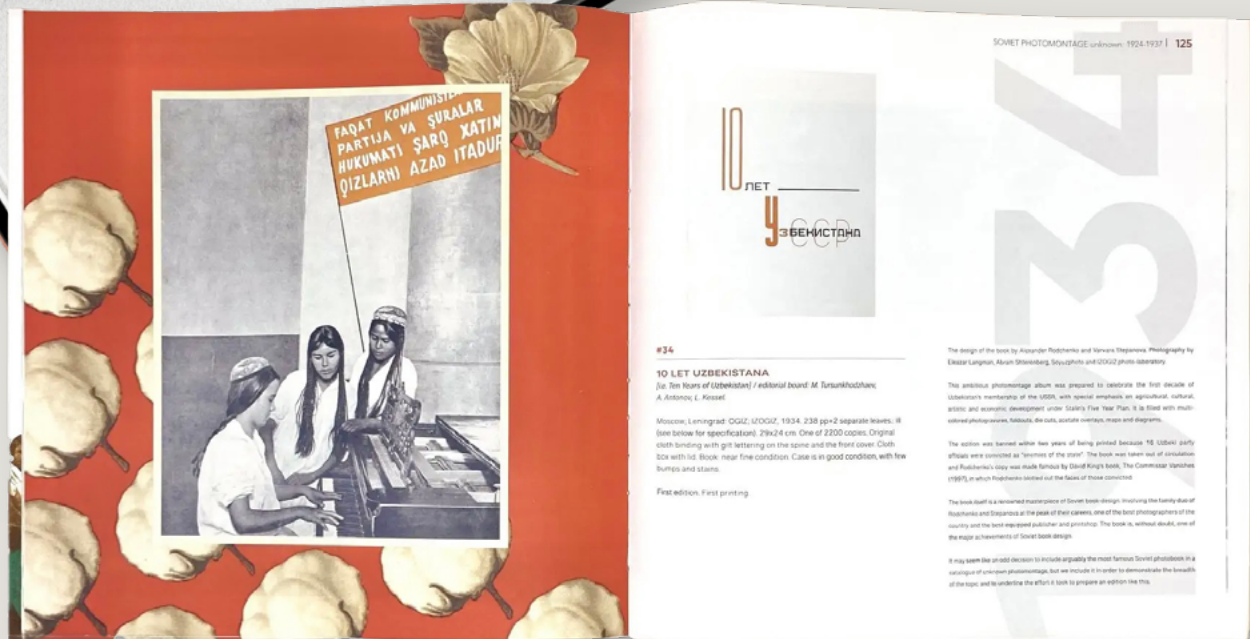 FAQAT KOMMUNIST
PARTIJA VA ŞURALAR
HUKUMATI ŞARQ XATIN
QIZLARNI AZAD ITADUR
SOVIET PHOTOMONTAGE unknown: 1924-1937 | 125
1934
10
ЛЕТ
УЗБЕКИСТАНА
ССР
#34
10 LET UZBEKISTANA
[i.e. Ten Years of Uzbekistan] / editorial board: M. Tursunkhodzhaev,
A. Antonov, L. Kessel.
Moscow, Leningrad: OGIZ, IZOGIZ, 1934. 238 pp+2 separate leaves.: ill
(see below for specification). 29x24 cm. One of 2200 copies. Original
cloth binding with gilt lettering on the spine and the front cover. Cloth
box with lid. Book near fine condition. Case is in good condition, with few
bumps and stains.
First edition. First printing.
The design of the book by Alexander Rodchenko and Varvara Stepanova. Photography by
Eleazar Langman, Abram Shterenberg, Soyuzphoto and IZOGIZ photo-laboratory.
This ambitious photomontage album was prepared to celebrate the first decade of
Uzbekistan's membership of the USSR, with special emphasis on agricultural, cultural,
artistic and economic development under State's Five Year Plan. It is filled with multi-
colored photogravures, foldouts, die cuts, acetate overlays, maps and diagrams.
The edition was banned within two years of being printed because 16 Uzbeki party
officials were convicted as "enemies of the state". The book was taken out of circulation
and Rodchenko's copy was made famous by David King's book, The Commissar Vanishes
(1997), in which Rodchenko blotted out the faces of those convicted.
The book itself is a renowned masterpiece of Soviet book design. Involving the family duo of
Rodchenko and Stepanova at the peak of their careers, one of the best photographers of the
country and the best equipped publisher and printshop. The book is, without doubt, one of
the major achievements of Soviet book design.
It may seem like an odd decision to include arguably the most famous Soviet photobook in a
catalogue of unknown photomontage, but we include it in order to demonstrate the breadth
of the topic and to underline the effort it took to prepare an edition like this.